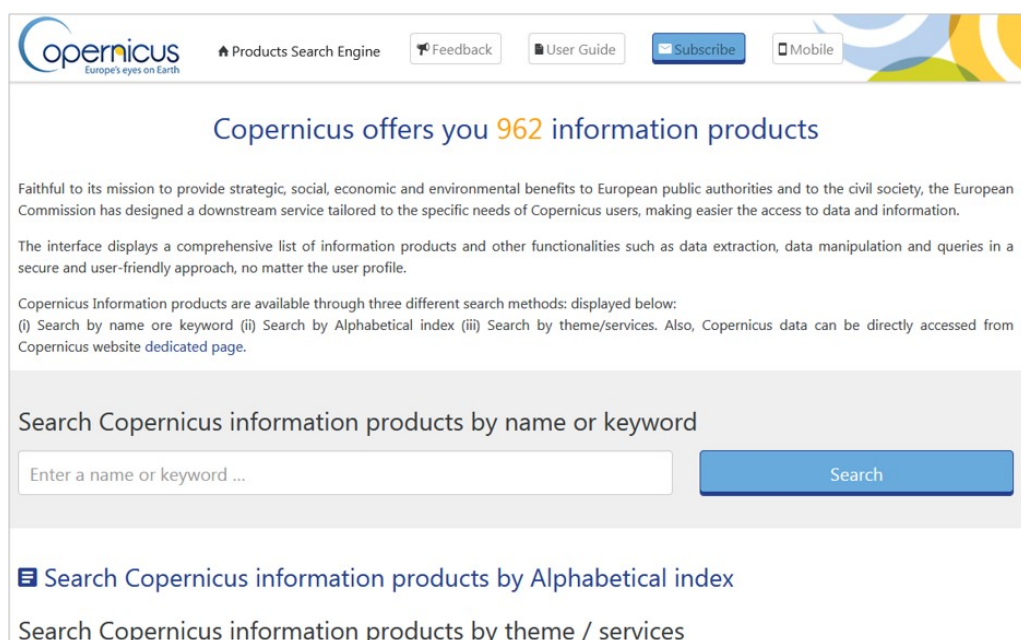 opernicus
Europe's eyes on Earth
Products Search Engine
Feedback
User Guide
Subscribe
Mobile
Copernicus offers you 962 information products
Faithful to its mission to provide strategic, social, economic and environmental benefits to European public authorities and to the civil society, the European
Commission has designed a downstream service tailored to the specific needs of Copernicus users, making easier the access to data and information.
The interface displays a comprehensive list of information products and other functionalities such as data extraction, data manipulation and queries in a
secure and user-friendly approach, no matter the user profile.
Copernicus Information products are available through three different search methods: displayed below:
(i) Search by name ore keyword (ii) Search by Alphabetical index (iii) Search by theme/services. Also, Copernicus data can be directly accessed from
Copernicus website dedicated page.
Search Copernicus information products by name or keyword
Enter a name or keyword ...
Search
Search Copernicus information products by Alphabetical index
Search Copernicus information products by theme / services